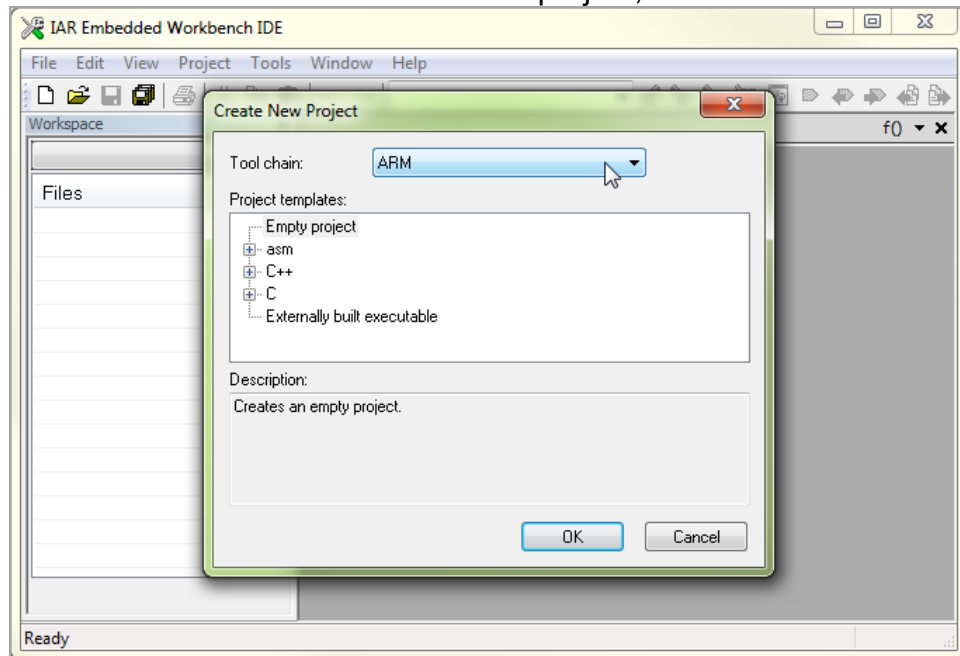 IAR Embedded Workbench IDE
File Edit View Project Tools Window Help
Workspace
f()
Files
Create New Project
Tool chain: ARM
Project templates:
Empty project
asm
C++
C
Externally built executable
Description:
Creates an empty project.
OK Cancel
Ready